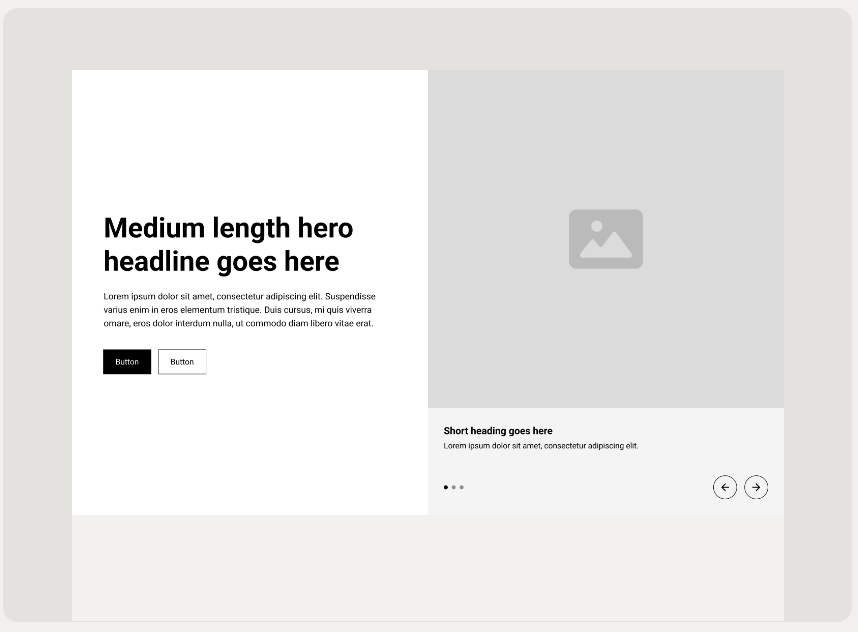 Medium length hero
headline goes here
Lorem ipsum dolor sit amet, consectetur adipiscing elit. Suspendisse
varius enim in eros elementum tristique. Duis cursus, mi quis viverra
ornare, eros dolor interdum nulla, ut commodo diam libero vitae erat.
Button
Button
Short heading goes here
Lorem ipsum dolor sit amet, consectetur adipiscing elit.